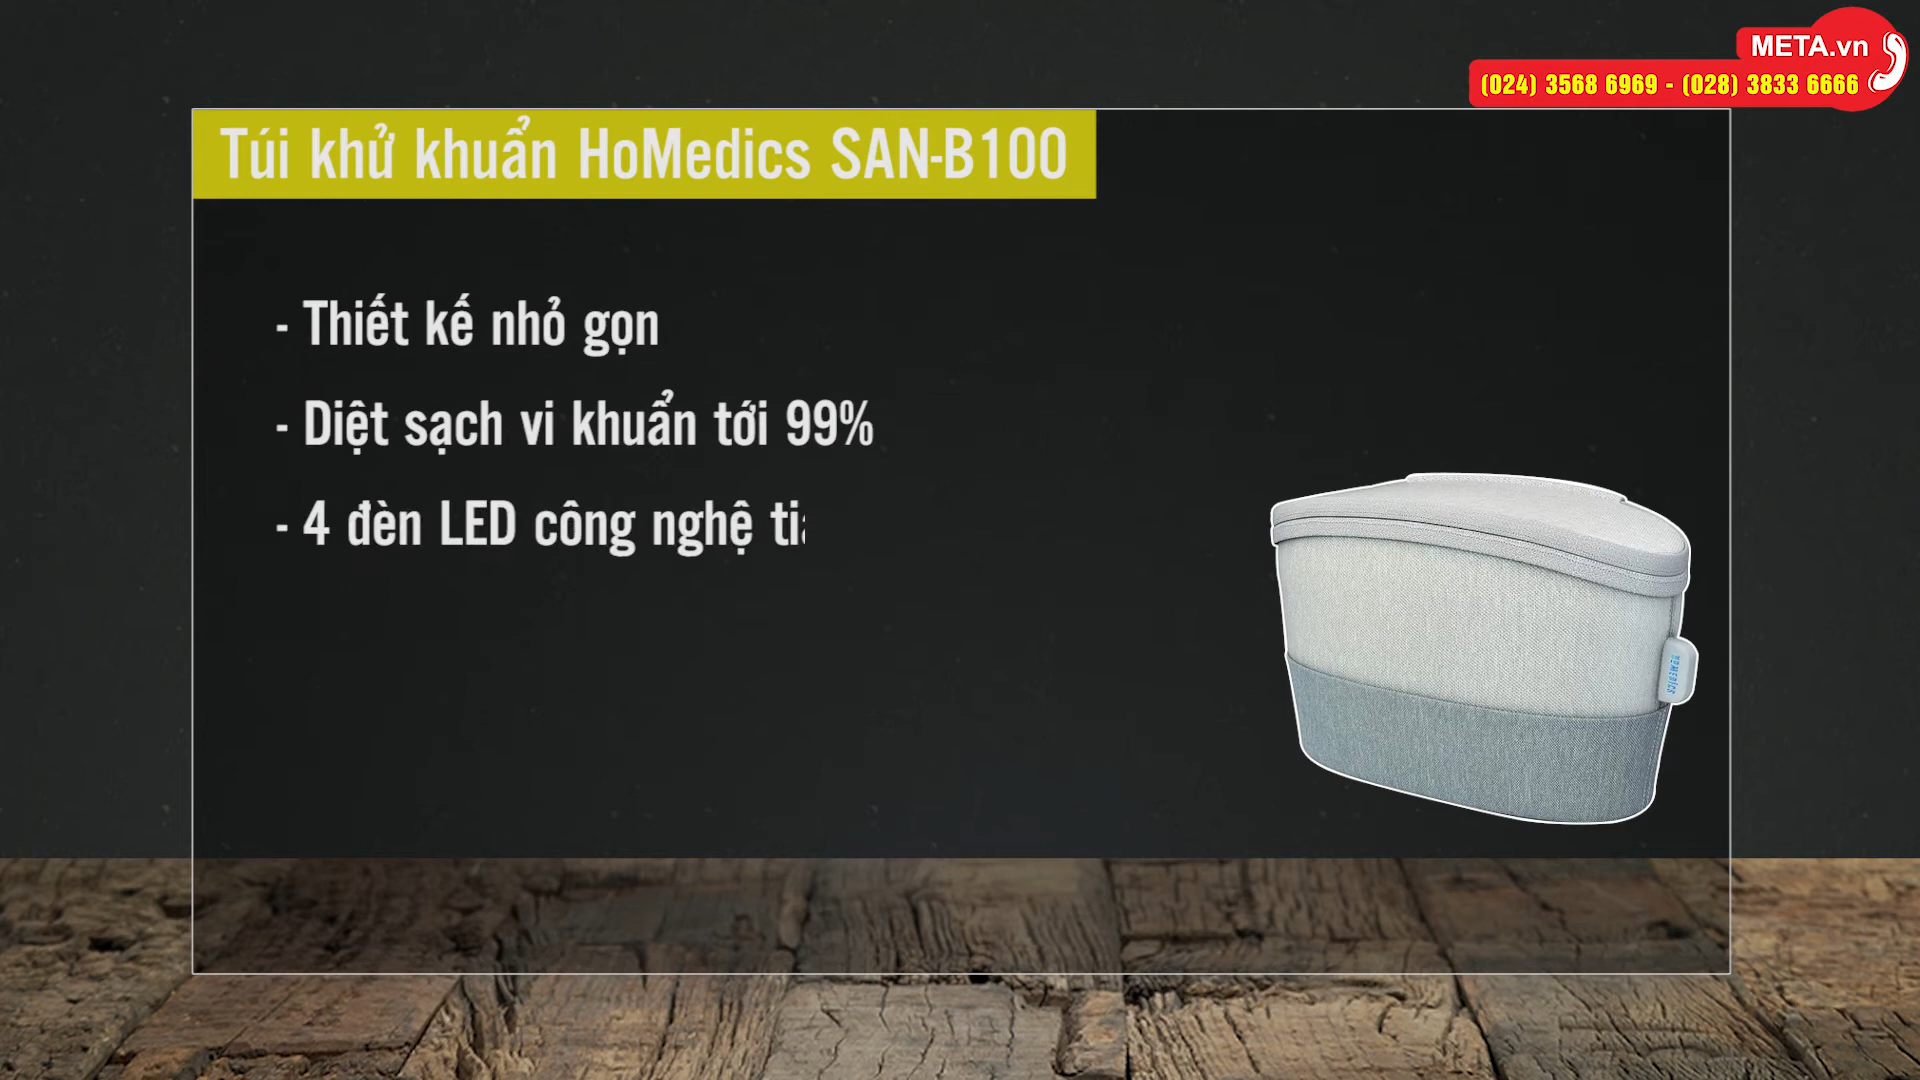 META.vn
(024) 3568 6969 - (028) 3833 6666
Túi khử khuẩn HoMedics SAN-B100
- Thiết kế nhỏ gọn
- Diệt sạch vi khuẩn tới 99%
- 4 đèn LED công nghệ
HOMEDICS